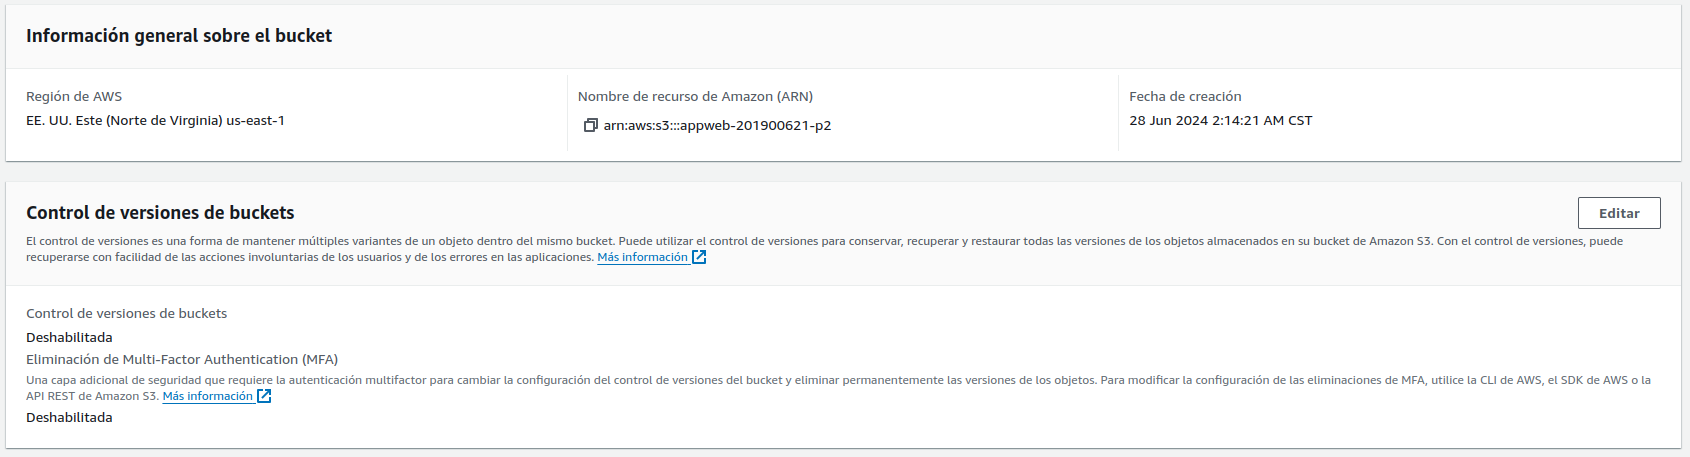 Información general sobre el bucket
Región de AWS
EE. UU. Este (Norte de Virginia) us-east-1
Nombre de recurso de Amazon (ARN)
arn:aws:s3:::appweb-201900621-p2
Fecha de creación
28 Jun 2024 2:14:21 AM CST
Control de versiones de buckets
Editar
El control de versiones es una forma de mantener múltiples variantes de un objeto dentro del mismo bucket. Puede utilizar el control de versiones para conservar, recuperar y restaurar todas las versiones de los objetos almacenados en su bucket de Amazon S3. Con el control de versiones, puede
recuperarse con facilidad de las acciones involuntarias de los usuarios y de los errores en las aplicaciones. Más información
Control de versiones de buckets
Deshabilitada
Eliminación de Multi-Factor Authentication (MFA)
Una capa adicional de seguridad que requiere la autenticación multifactor para cambiar la configuración del control de versiones del bucket y eliminar permanentemente las versiones de los objetos. Para modificar la configuración de las eliminaciones de MFA, utilice la CLI de AWS, el SDK de AWS o la
API REST de Amazon S3. Más información
Deshabilitada